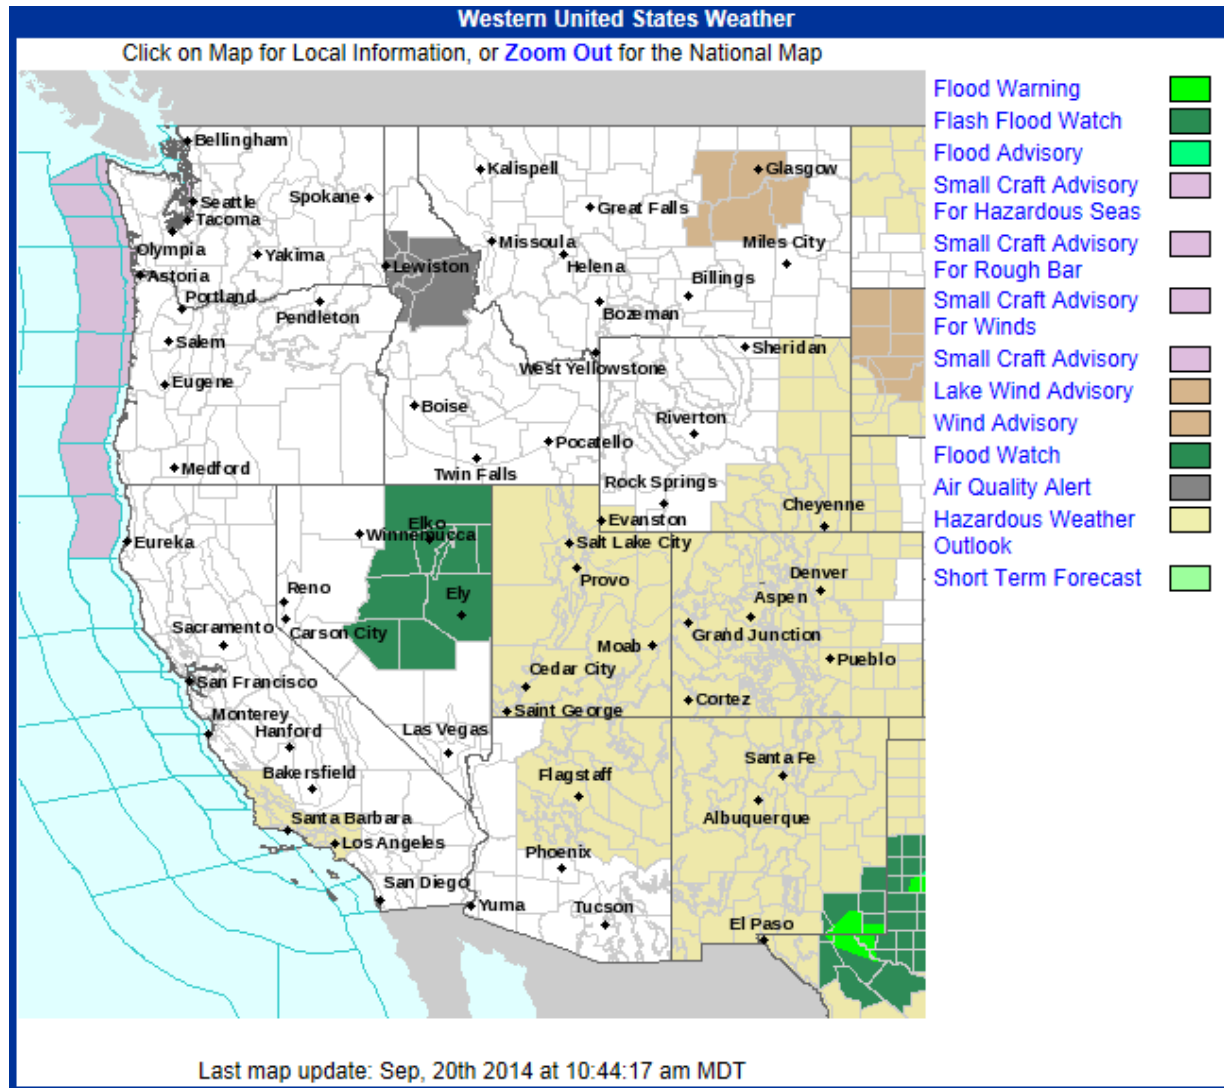 Western United States Weather
Click on Map for Local Information, or Zoom Out for the National Map
Flood Warning
Flash Flood Watch
Flood Advisory
Small Craft Advisory
For Hazardous Seas
Small Craft Advisory
For Rough Bar
Small Craft Advisory
For Winds
Small Craft Advisory
Lake Wind Advisory
Wind Advisory
Flood Watch
Air Quality Alert
Hazardous Weather
Outlook
Short Term Forecast
Bellingham
Kalispell
Glasgow
Spokane
Seattle
Great Falls
Tacoma
Olympia
Missoula
Miles City
Yakima
Lewiston
Helena
Astoria
Billings
Portland
Pendleton
Bozeman
Salem
Sheridan
West Yellowstone
Eugene
Boise
Riverton
Pocatello
Medford
Twin Falls
Rock Springs
Cheyenne
Evanston
Elko
Winnemucca
Eureka
Salt Lake City
Provo
Denver
Reno
Ely
Aspen
Sacramento
Carson City
Grand Junction
Moab
Pueblo
Cedar City
San Francisco
Cortez
Saint George
Monterey
Hanford
Las Vegas
Santa Fe
Bakersfield
Flagstaff
Santa Barbara
Albuquerque
Los Angeles
Phoenix
San Diego
Yuma
Tucson
El Paso
Last map update: Sep, 20th 2014 at 10:44:17 am MDT